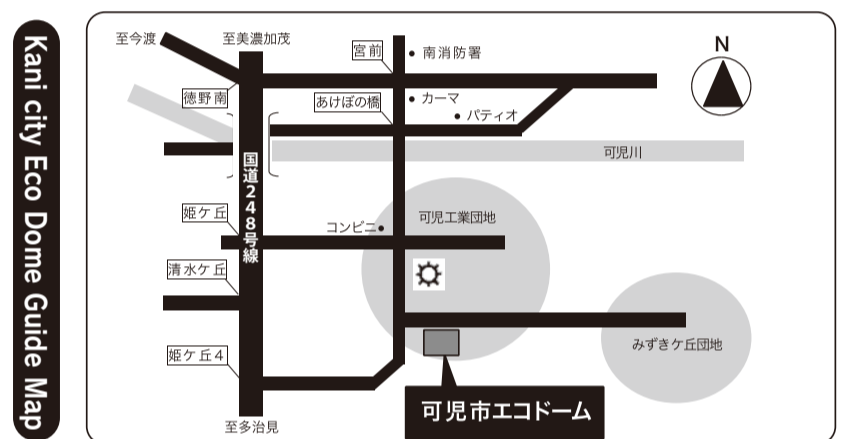 Kani city Eco Dome Guide Map
至今渡
至美濃加茂
宮前
南消防署
N
徳野南
あけぼの橋
カーマ
パティオ
可児川
国道248号線
姫ケ丘
コンビニ
可児工業団地
清水ケ丘
姫ケ丘4
みずきケ丘団地
可児市エコドーム
至多治見